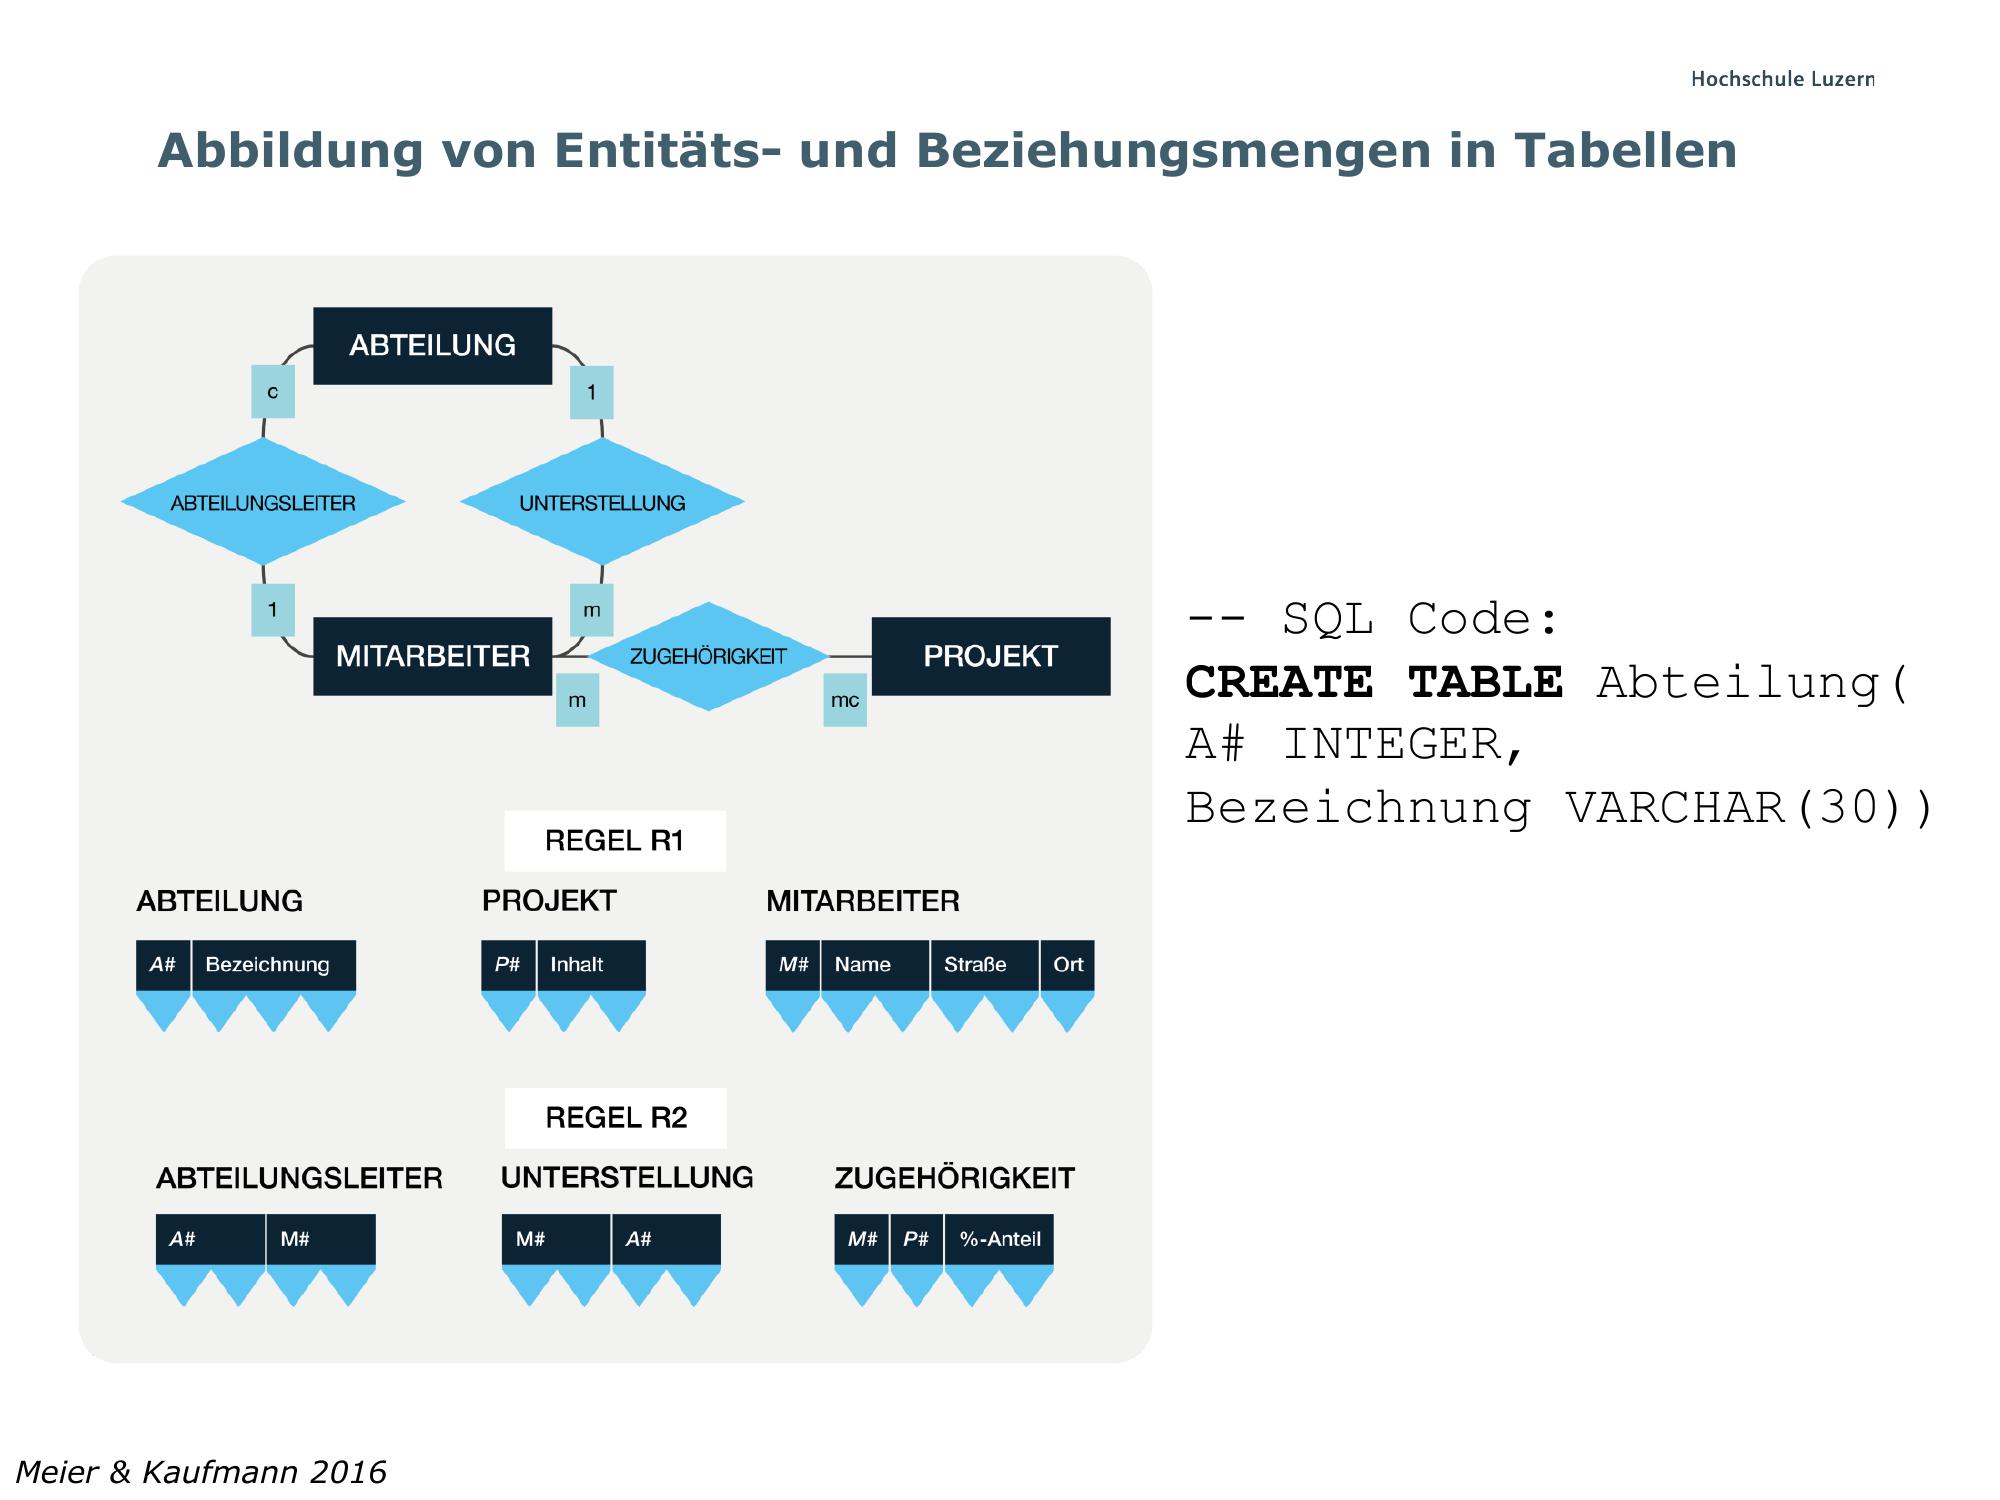 Hochschule Luzern
Abbildung von Entitäts- und Beziehungsmengen in Tabellen
ABTEILUNG
c
1
ABTEILUNGSLEITER
UNTERSTELLUNG
1
m
MITARBEITER
ZUGEHÖRIGKEIT
PROJEKT
m
mc
-- SQL Code:
CREATE TABLE Abteilung(
A# INTEGER,
Bezeichnung VARCHAR(30))
REGEL R1
ABTEILUNG
A# Bezeichnung
PROJEKT
P# Inhalt
MITARBEITER
M# Name Straße Ort
REGEL R2
ABTEILUNGSLEITER
A# M#
UNTERSTELLUNG
M# A#
ZUGEHÖRIGKEIT
M# P# %-Anteil
Meier & Kaufmann 2016